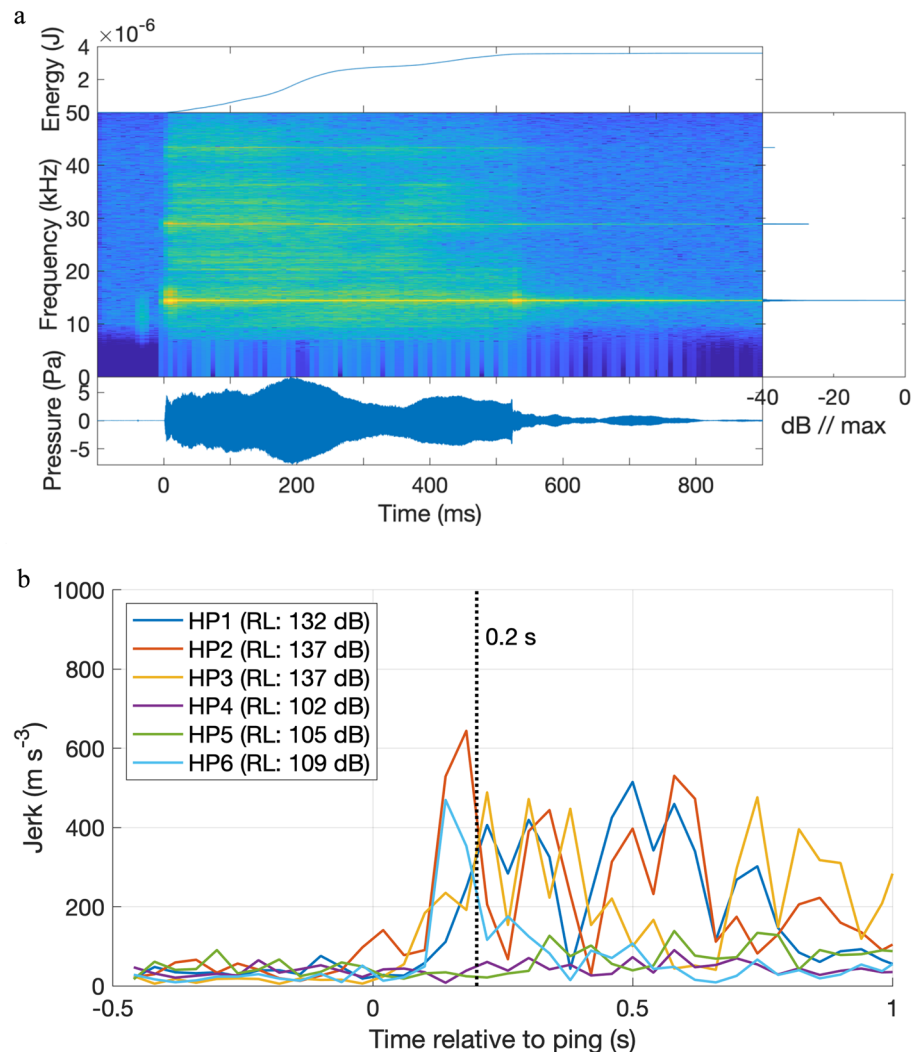 a
×10⁻⁶
Energy (J)
4
2
50
Frequency (kHz)
40
30
20
10
0
Pressure (Pa)
5
0
-5
0 200 400 600 800
Time (ms)
-40 -20 0
dB // max
b
1000
800
600
400
200
0
Jerk (m s⁻³)
HP1 (RL: 132 dB)
HP2 (RL: 137 dB)
HP3 (RL: 137 dB)
HP4 (RL: 102 dB)
HP5 (RL: 105 dB)
HP6 (RL: 109 dB)
0.2 s
-0.5 0 0.5 1
Time relative to ping (s)